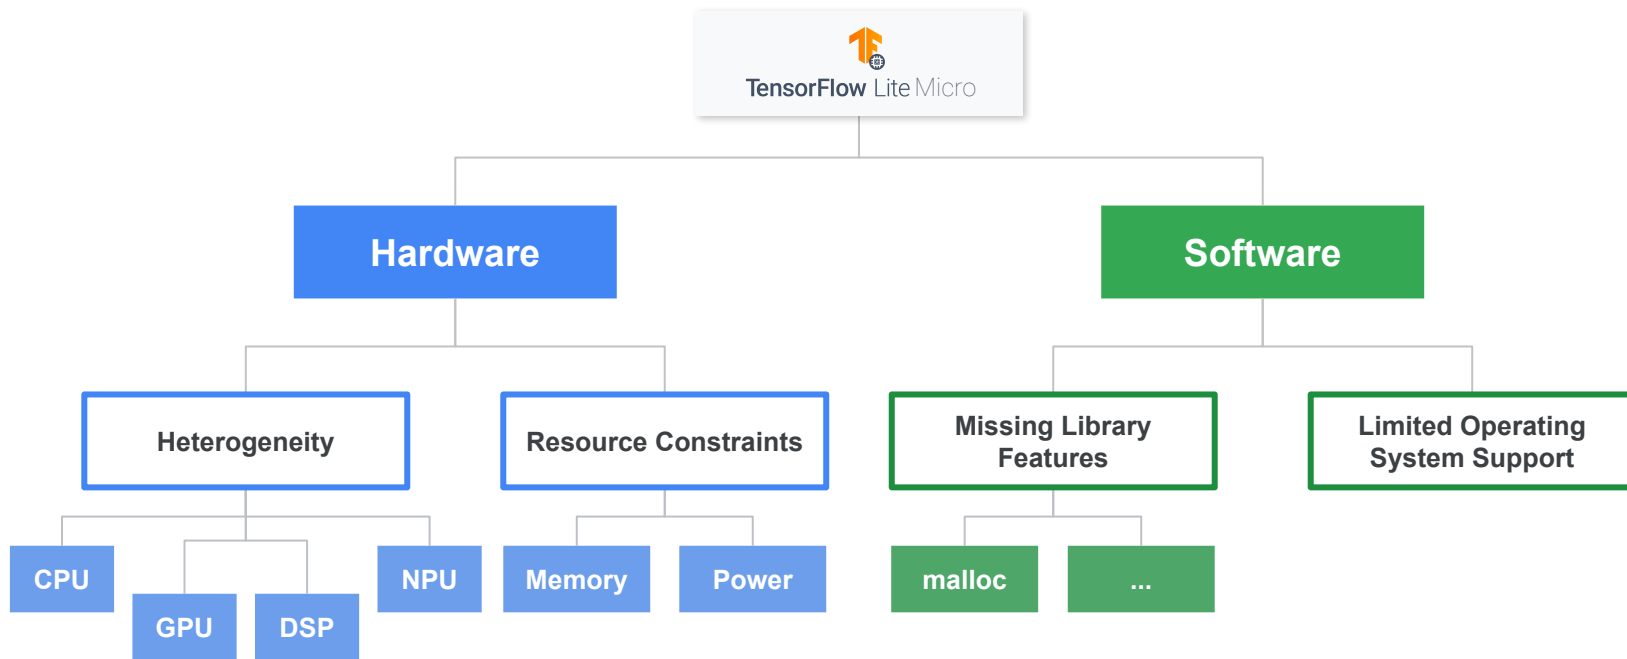 TensorFlow Lite Micro
Hardware
Software
Heterogeneity
Resource Constraints
Missing Library
Features
Limited Operating
System Support
CPU
GPU
DSP
NPU
Memory
Power
malloc
...